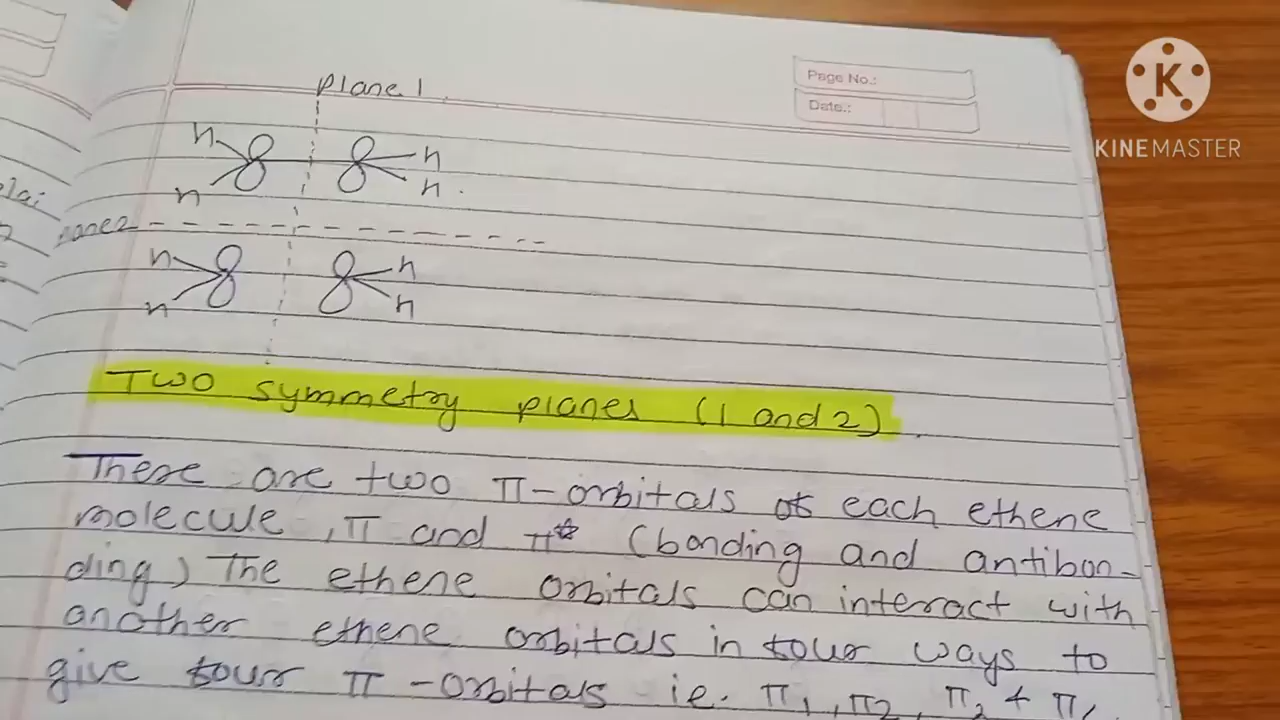 plane 1
Page No.:
Date.:
K
KINEMASTER
H H
H H
plane 2
H H
H H
Two symmetry planes (1 and 2)
There are two π-orbitals of each ethene
molecule, π and π* (bonding and antibon-
ding) The ethene orbitals can interact with
another ethene orbitals in four ways to
give four π-orbitals ie. π1, π2, π3 +